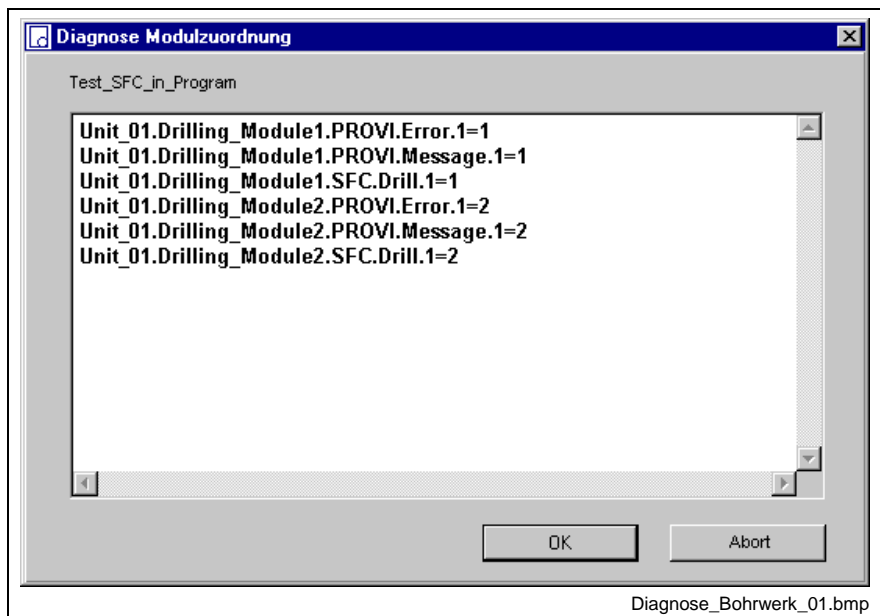 Diagnose Modulzuordnung
Test_SFC_in_Program
Unit_01.Drilling_Module1.PROVI.Error.1=1
Unit_01.Drilling_Module1.PROVI.Message.1=1
Unit_01.Drilling_Module1.SFC.Drill.1=1
Unit_01.Drilling_Module2.PROVI.Error.1=2
Unit_01.Drilling_Module2.PROVI.Message.1=2
Unit_01.Drilling_Module2.SFC.Drill.1=2
OK Abort
Diagnose_Bohrwerk_01.bmp